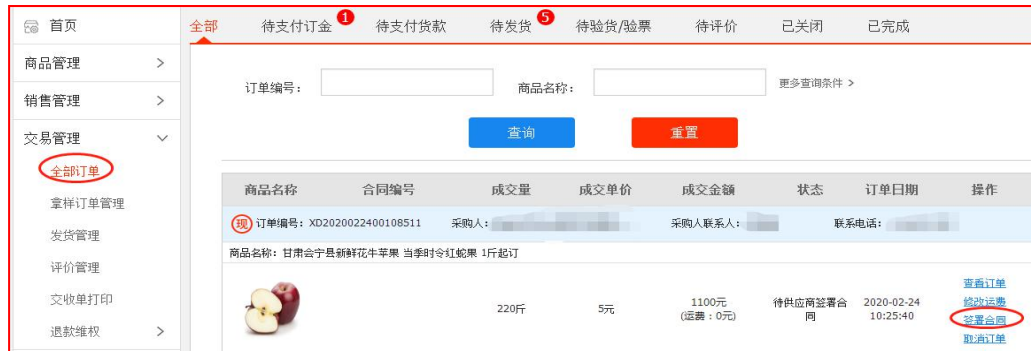 首页
商品管理
销售管理
交易管理
全部订单
拿样订单管理
发货管理
评价管理
交收单打印
退款维权
全部 待支付订金 1 待支付货款 待发货 5 待验货/验票 待评价 已关闭 已完成
订单编号： 商品名称： 更多查询条件 >
查询 重置
商品名称 合同编号 成交量 成交单价 成交金额 状态 订单日期 操作
现 订单编号：XD2020022400108511 采购人： 采购人联系人： 联系电话：
商品名称：甘肃会宁县新鲜花牛苹果 当季时令红蛇果 1斤起订
220斤 5元 1100元 待供应商签署合 2020-02-24 查看订单
(运费：0元) 同 10:25:40 修改运费
签署合同
取消订单